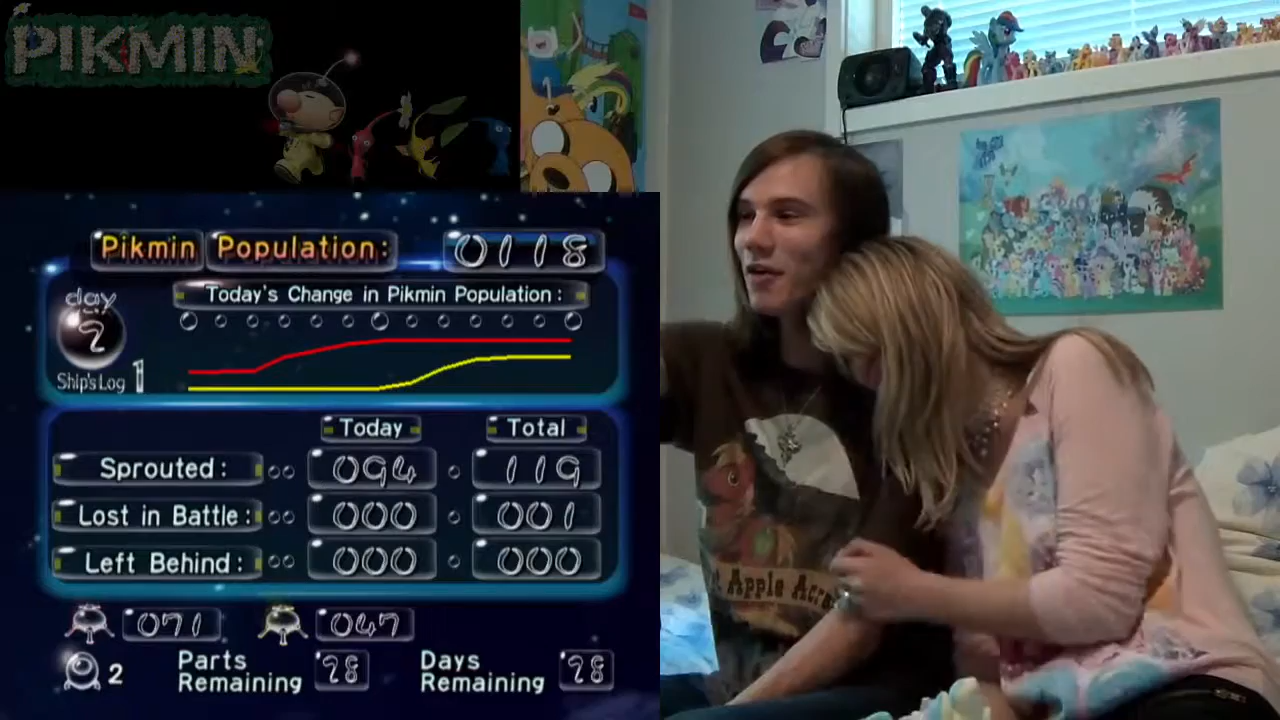 PIKMIN
Pikmin Population: 0118
Today's Change in Pikmin Population:
day
2
Ship's Log 1
Today Total
Sprouted: 094 119
Lost in Battle: 000 001
Left Behind: 000 000
071 047
2 Parts Remaining 28 Days Remaining 28
Apple Acre